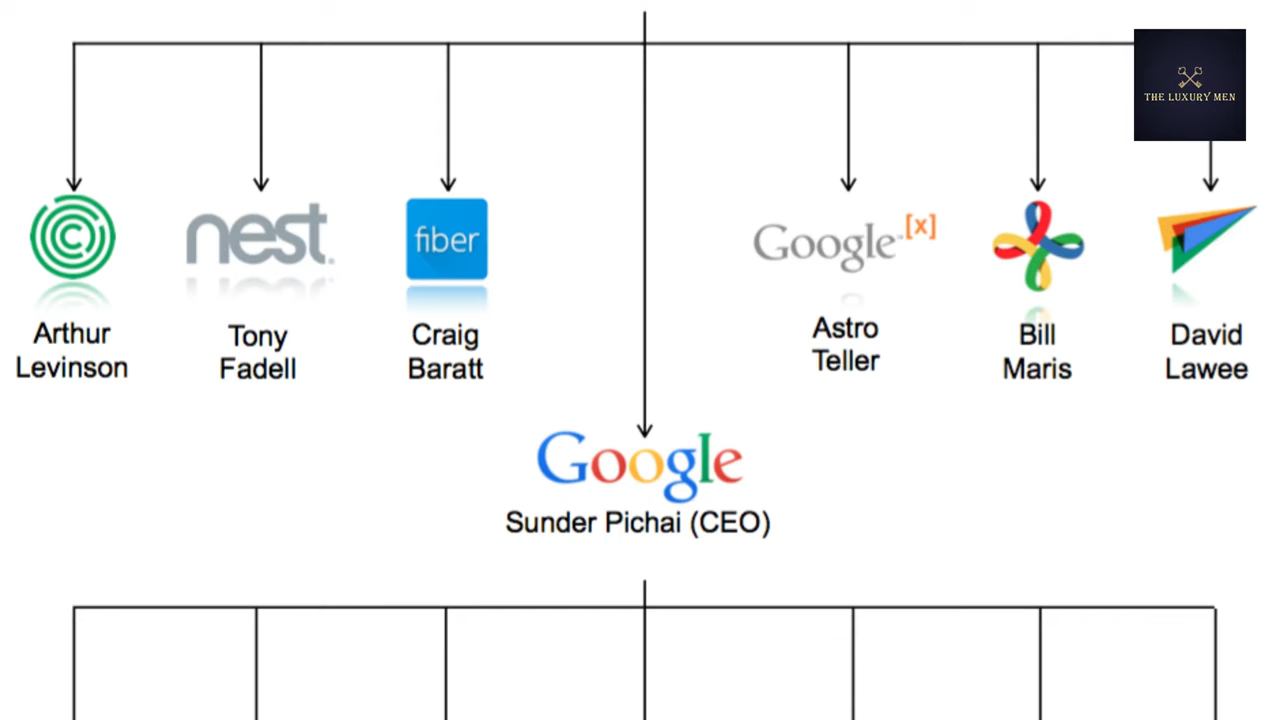 THE LUXURY MEN
nest
fiber
Google [x]
Arthur
Levinson
Tony
Fadell
Craig
Baratt
Astro
Teller
Bill
Maris
David
Lawee
Google
Sunder Pichai (CEO)